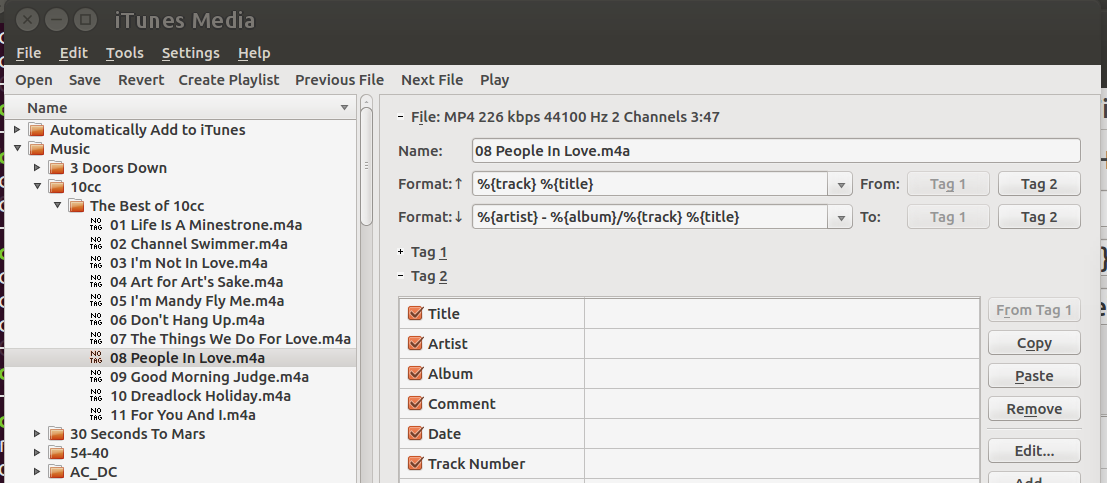 iTunes Media
File Edit Tools Settings Help
Open Save Revert Create Playlist Previous File Next File Play
Name
Automatically Add to iTunes
Music
3 Doors Down
10cc
The Best of 10cc
NO TAG 01 Life Is A Minestrone.m4a
NO TAG 02 Channel Swimmer.m4a
NO TAG 03 I'm Not In Love.m4a
NO TAG 04 Art for Art's Sake.m4a
NO TAG 05 I'm Mandy Fly Me.m4a
NO TAG 06 Don't Hang Up.m4a
NO TAG 07 The Things We Do For Love.m4a
NO TAG 08 People In Love.m4a
NO TAG 09 Good Morning Judge.m4a
NO TAG 10 Dreadlock Holiday.m4a
NO TAG 11 For You And I.m4a
30 Seconds To Mars
54-40
AC_DC
File: MP4 226 kbps 44100 Hz 2 Channels 3:47
Name: 08 People In Love.m4a
Format:↑ %{track} %{title} From: Tag 1 Tag 2
Format:↓ %{artist} - %{album}/%{track} %{title} To: Tag 1 Tag 2
Tag 1
Tag 2
Title
Artist
Album
Comment
Date
Track Number
From Tag 1
Copy
Paste
Remove
Edit...
Add...